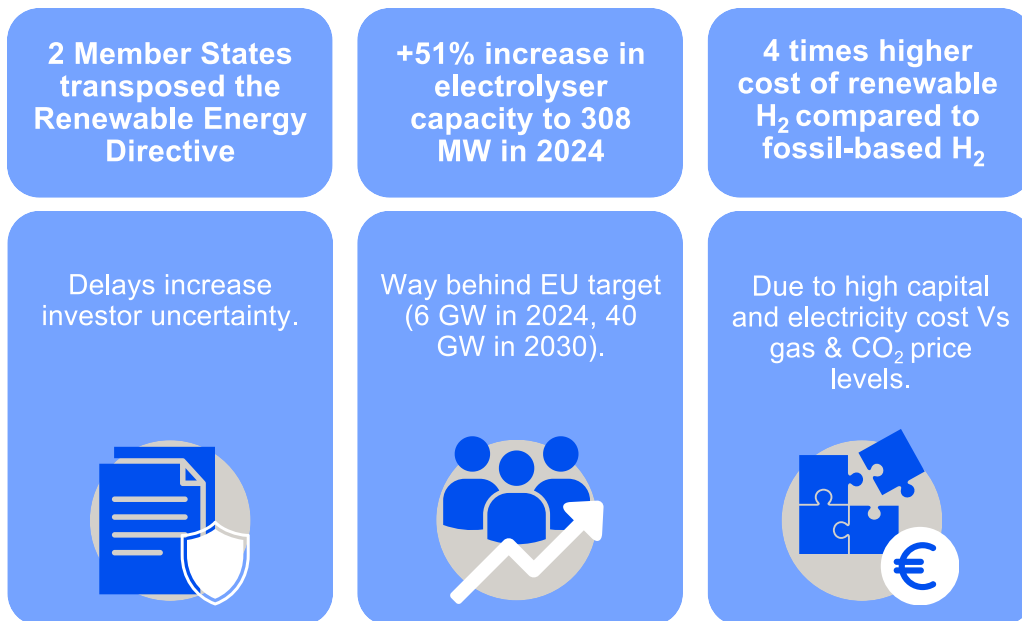 2 Member States
transposed the
Renewable Energy
Directive
+51% increase in
electrolyser
capacity to 308
MW in 2024
4 times higher
cost of renewable
H₂ compared to
fossil-based H₂
Delays increase
investor uncertainty.
Way behind EU target
(6 GW in 2024, 40
GW in 2030).
Due to high capital
and electricity cost Vs
gas & CO₂ price
levels.
€